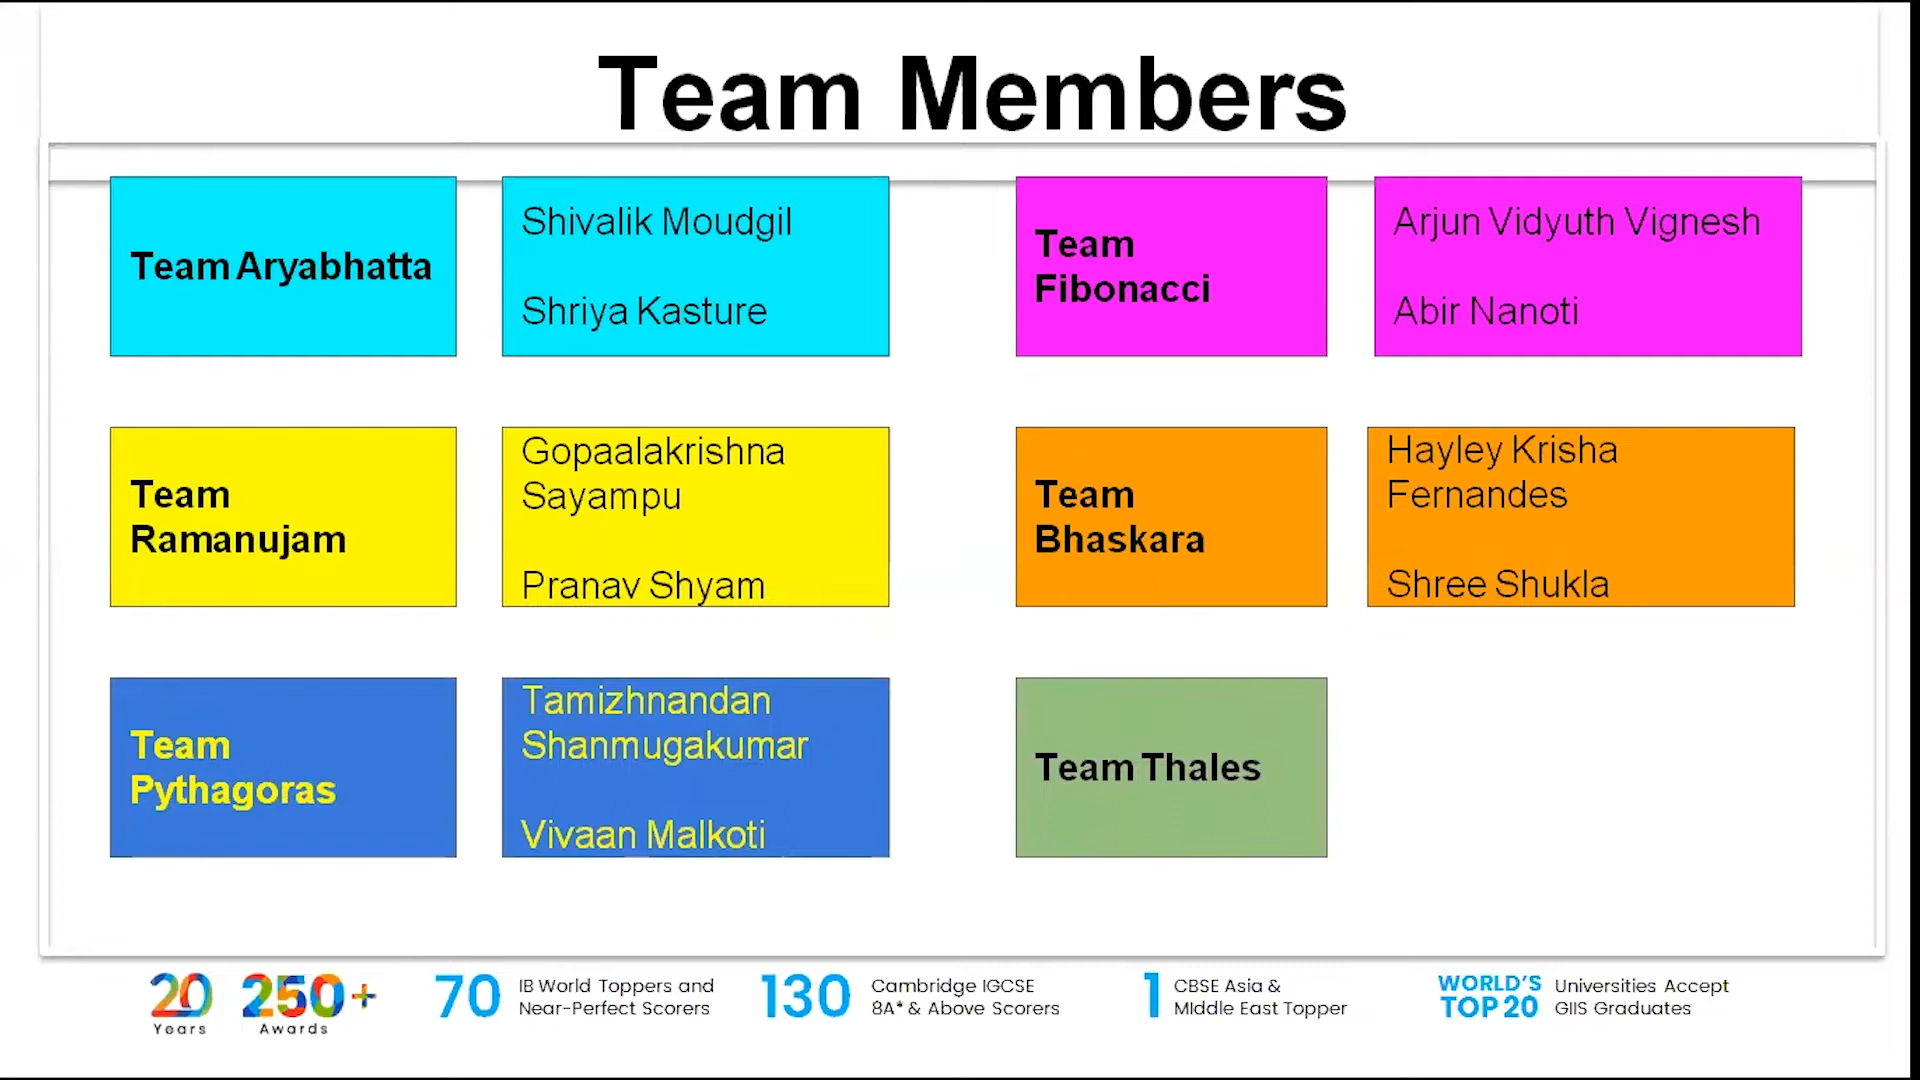 Team Members
Team Aryabhatta
Shivalik Moudgil
Shriya Kasture
Team
Fibonacci
Arjun Vidyuth Vignesh
Abir Nanoti
Team
Ramanujam
Gopaalakrishna
Sayampu
Pranav Shyam
Team
Bhaskara
Hayley Krisha
Fernandes
Shree Shukla
Team
Pythagoras
Tamizhnandan
Shanmugakumar
Vivaan Malkoti
Team Thales
20
Years
250+
Awards
70
IB World Toppers and
Near-Perfect Scorers
130
Cambridge IGCSE
8A* & Above Scorers
1
CBSE Asia &
Middle East Topper
WORLD'S
TOP 20
Universities Accept
GIIS Graduates